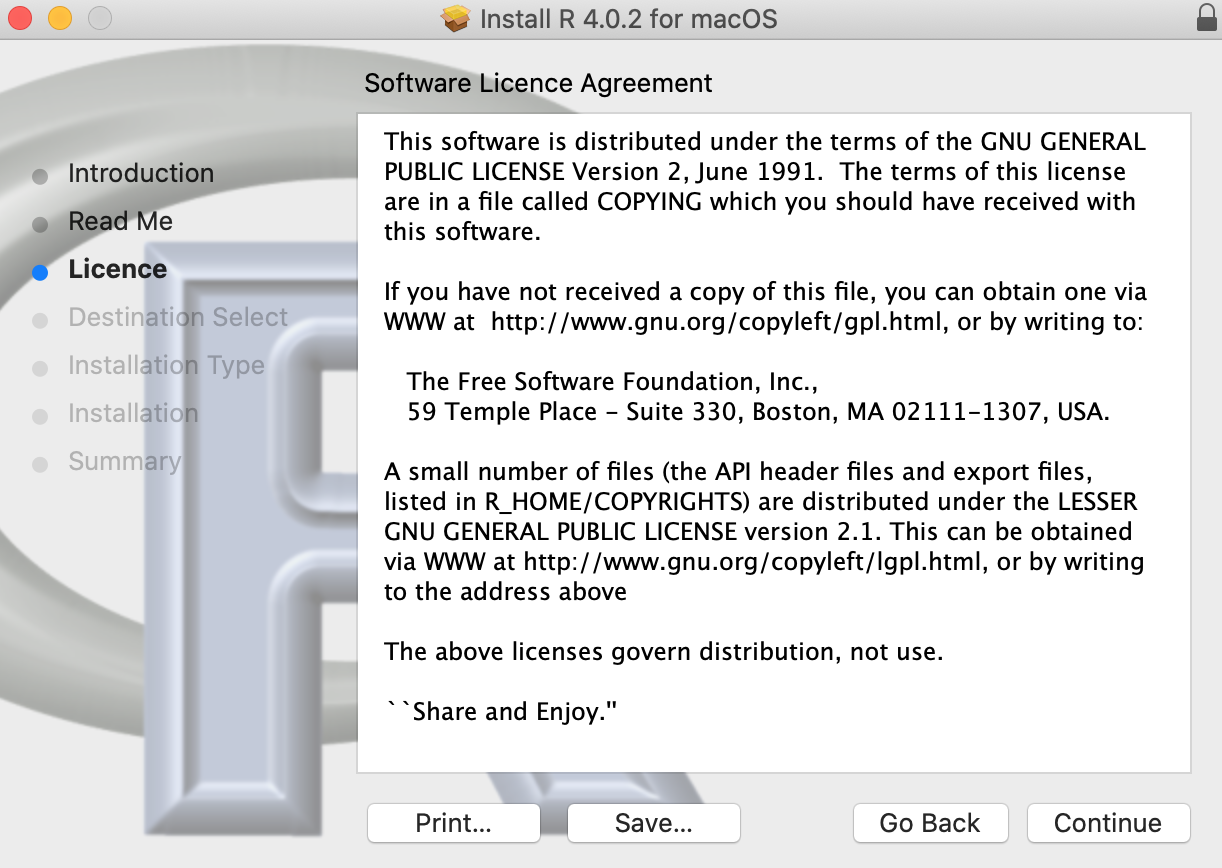 Install R 4.0.2 for macOS
Software Licence Agreement
Introduction
Read Me
Licence
Destination Select
Installation Type
Installation
Summary
This software is distributed under the terms of the GNU GENERAL
PUBLIC LICENSE Version 2, June 1991.  The terms of this license
are in a file called COPYING which you should have received with
this software.
If you have not received a copy of this file, you can obtain one via
WWW at  http://www.gnu.org/copyleft/gpl.html, or by writing to:
The Free Software Foundation, Inc.,
59 Temple Place – Suite 330, Boston, MA 02111–1307, USA.
A small number of files (the API header files and export files,
listed in R_HOME/COPYRIGHTS) are distributed under the LESSER
GNU GENERAL PUBLIC LICENSE version 2.1. This can be obtained
via WWW at http://www.gnu.org/copyleft/lgpl.html, or by writing
to the address above
The above licenses govern distribution, not use.
``Share and Enjoy.''
Print...
Save...
Go Back
Continue
R